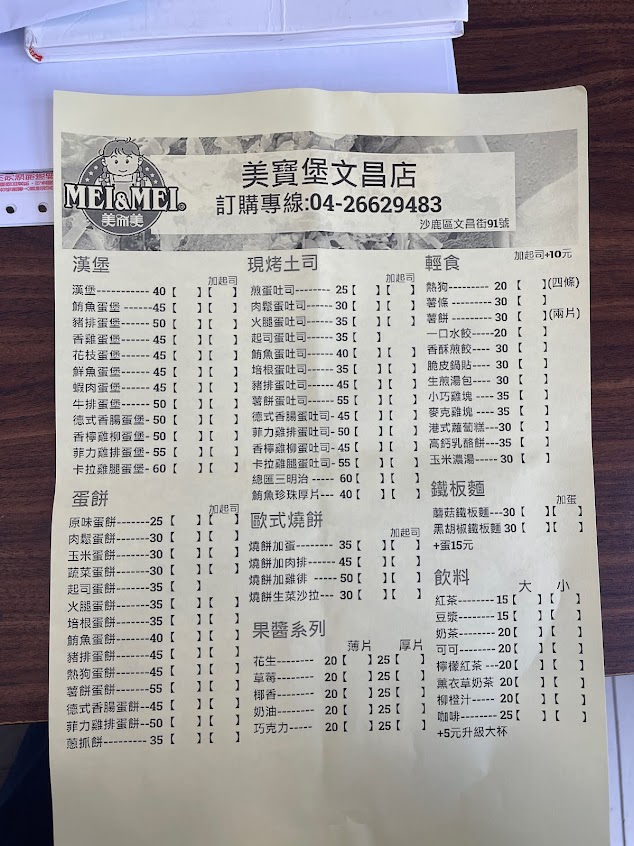 MEI&MEI®
美而美
美寶堡文昌店
訂購專線:04-26629483
沙鹿區文昌街91號
漢堡
加起司
漢堡------------ 40【 】【 】
鮪魚蛋堡 -------45【 】【 】
豬排蛋堡------- 50【 】【 】
香雞蛋堡------- 45【 】【 】
花枝蛋堡------- 45【 】【 】
鮮魚蛋堡------- 45【 】【 】
蝦肉蛋堡------- 45【 】【 】
牛排蛋堡------- 50【 】【 】
德式香腸蛋堡- 50【 】【 】
香檸雞柳蛋堡- 50【 】【 】
菲力雞排蛋堡- 55【 】【 】
卡拉雞腿蛋堡- 60【 】【 】
蛋餅
加起司
原味蛋餅-------25【 】【 】
肉鬆蛋餅-------30【 】【 】
玉米蛋餅-------30【 】【 】
蔬菜蛋餅-------30【 】【 】
起司蛋餅-------35【 】
火腿蛋餅-------35【 】【 】
培根蛋餅-------35【 】【 】
鮪魚蛋餅-------40【 】【 】
豬排蛋餅-------45【 】【 】
熱狗蛋餅-------45【 】【 】
薯餅蛋餅-------55【 】【 】
德式香腸蛋餅--45【 】【 】
菲力雞排蛋餅--50【 】【 】
蔥抓餅---------- 35【 】【 】
現烤土司
加起司
煎蛋吐司-------- 25【 】【 】
肉鬆蛋吐司----- 30【 】【 】
火腿蛋吐司----- 35【 】【 】
起司蛋吐司----- 35【 】
鮪魚蛋吐司----- 40【 】【 】
培根蛋吐司----- 35【 】【 】
豬排蛋吐司----- 45【 】【 】
薯餅蛋吐司----- 55【 】【 】
德式香腸蛋吐司- 45【 】【 】
菲力雞排蛋吐司- 50【 】【 】
香檸雞柳蛋吐司- 45【 】【 】
卡拉雞腿蛋吐司- 55【 】【 】
總匯三明治 ----- 60【 】【 】
鮪魚珍珠厚片--- 40【 】【 】
歐式燒餅
加起司
燒餅加蛋--------- 35【 】【 】
燒餅加肉排------ 45【 】【 】
燒餅加雞排 ----- 50【 】【 】
燒餅生菜沙拉--- 30【 】【 】
果醬系列
薄片 厚片
花生-------- 20【 】25【 】
草莓-------- 20【 】25【 】
椰香-------- 20【 】25【 】
奶油-------- 20【 】25【 】
巧克力----- 20【 】25【 】
輕食
加起司+10元
熱狗--------- 20【 】(四條)
薯條 -------- 30【 】
薯餅 -------- 30【 】(兩片)
一口水餃-----20【 】
香酥煎餃---- 30【 】
脆皮鍋貼---- 30【 】
生煎湯包---- 30【 】
小巧雞塊 ---- 35【 】
麥克雞塊 ---- 35【 】
港式蘿蔔糕---30【 】
高鈣乳酪餅---35【 】
玉米濃湯----- 30【 】
鐵板麵
加蛋
蘑菇鐵板麵---30【 】【 】
黑胡椒鐵板麵 30【 】【 】
+蛋15元
飲料
大 小
紅茶--------15【 】【 】
豆漿--------15【 】【 】
奶茶-------- 20【 】【 】
可可-------- 20【 】【 】
檸檬紅茶 ---20【 】【 】
薰衣草奶茶 20【 】【 】
柳橙汁------ 20【 】【 】
咖啡-------- 25【 】【 】
+5元升級大杯